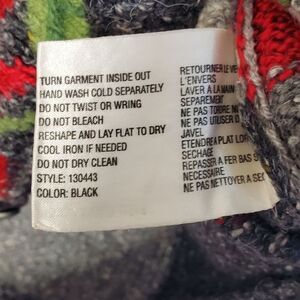 TURN GARMENT INSIDE OUT
HAND WASH COLD SEPARATELY
DO NOT TWIST OR WRING
DO NOT BLEACH
RESHAPE AND LAY FLAT TO DRY
COOL IRON IF NEEDED
DO NOT DRY CLEAN
STYLE: 130443
COLOR: BLACK
RETOURNER LE
L'ENVERS
LAVER A LA MAIN
SEPAREMENT
NE PAS TORDRE
NE PAS UTILISER D
JAVEL
ETENDRE A PLAT
SECHAGE
REPASSER A FER BAS S
NECESSAIRE
NE PAS NETTOYER A SEC